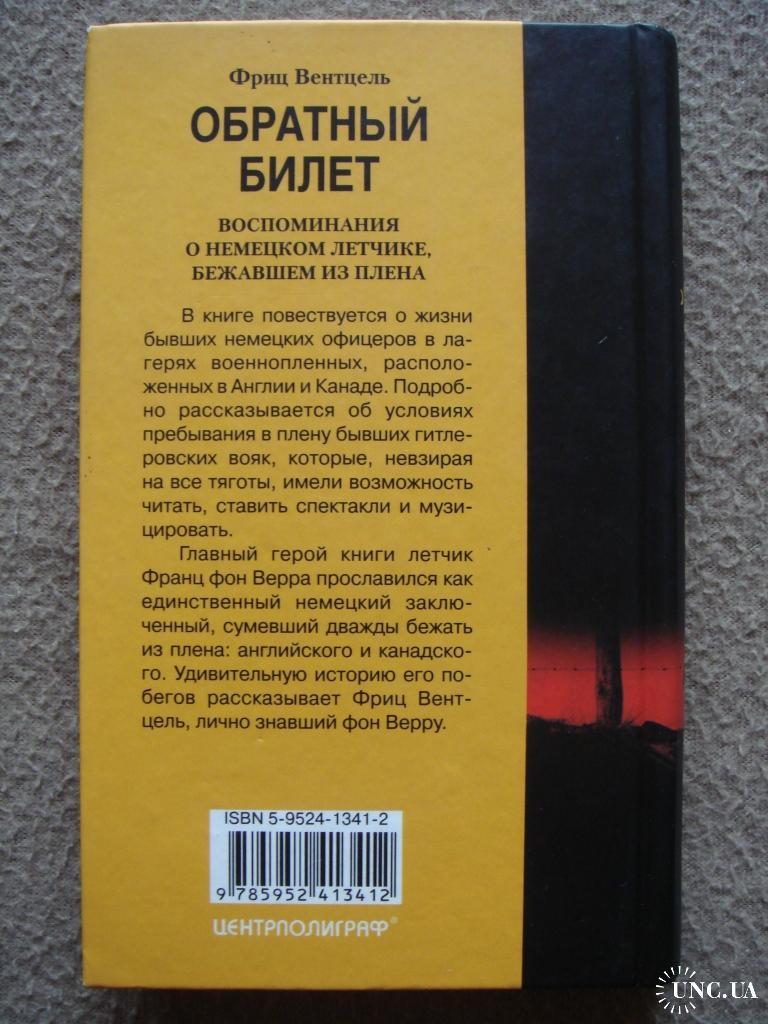 Фриц Вентцель
ОБРАТНЫЙ
БИЛЕТ
ВОСПОМИНАНИЯ
О НЕМЕЦКОМ ЛЕТЧИКЕ,
БЕЖАВШЕМ ИЗ ПЛЕНА
В книге повествуется о жизни
бывших немецких офицеров в ла-
герях военнопленных, располо-
женных в Англии и Канаде. Подроб-
но рассказывается об условиях
пребывания в плену бывших гитле-
ровских вояк, которые, невзирая
на все тяготы, имели возможность
читать, ставить спектакли и музи-
цировать.
Главный герой книги летчик
Франц фон Верра прославился как
единственный немецкий заклю-
ченный, сумевший дважды бежать
из плена: английского и канадско-
го. Удивительную историю его по-
бегов рассказывает Фриц Вент-
цель, лично знавший фон Верру.
ISBN 5-9524-1341-2
9 785952 413412
ЦЕНТРПОЛИГРАФ®
UNC.UA